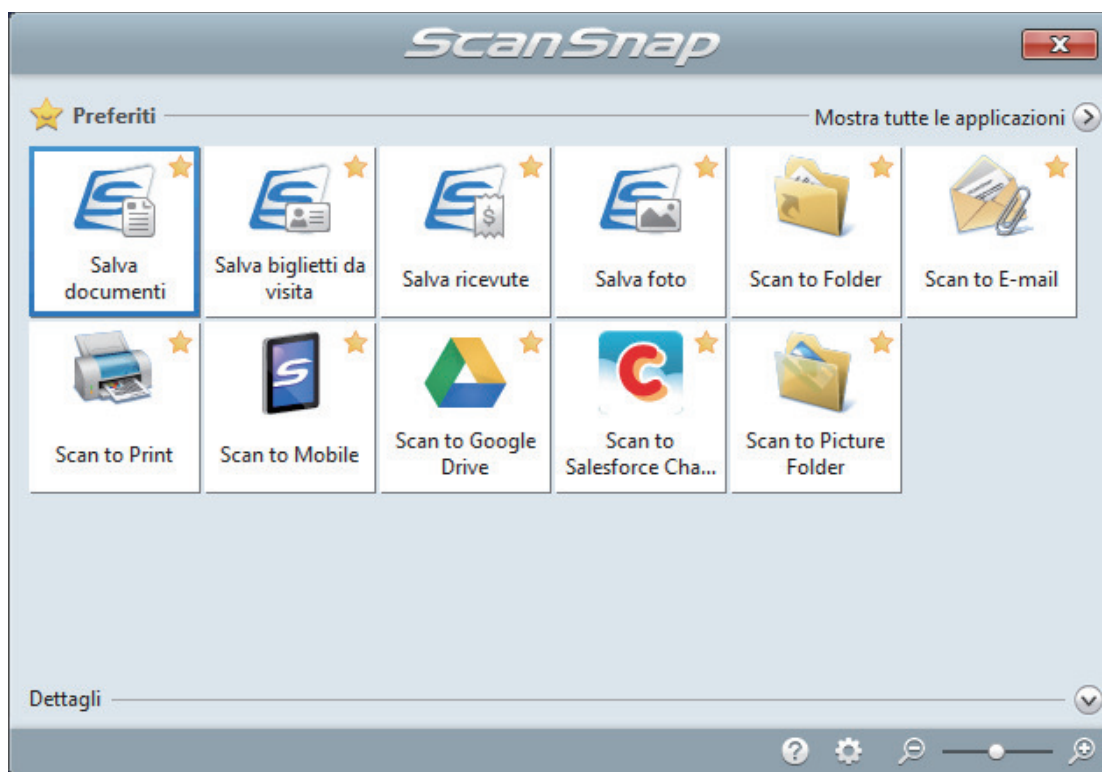 ScanSnap
Preferiti
Mostra tutte le applicazioni
Salva
documenti
Salva biglietti da
visita
Salva ricevute
Salva foto
Scan to Folder
Scan to E-mail
Scan to Print
Scan to Mobile
Scan to Google
Drive
Scan to
Salesforce Cha...
Scan to Picture
Folder
Dettagli